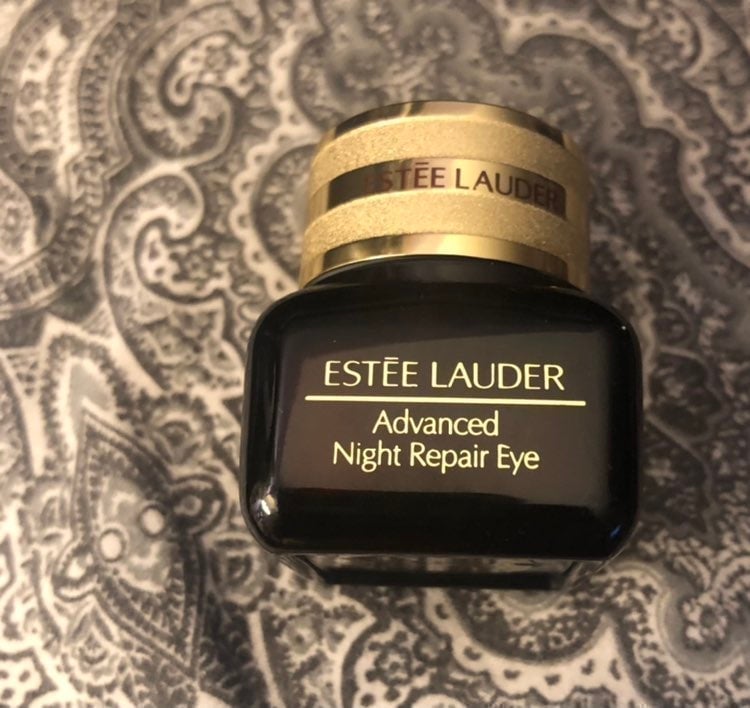 ESTĒE LAUDER
ESTĒE LAUDER
Advanced
Night Repair Eye